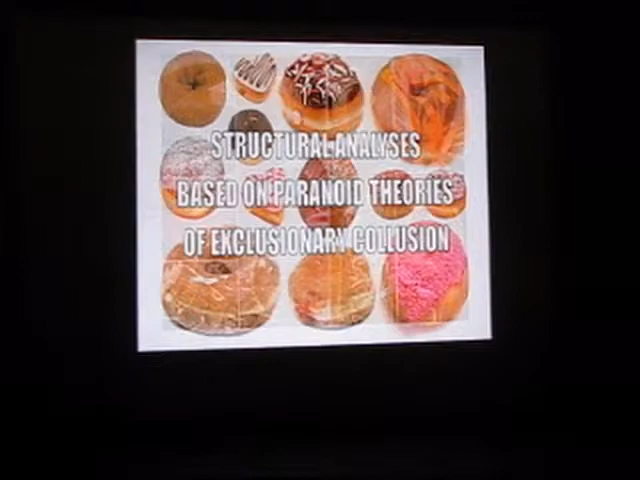 STRUCTURAL ANALYSES
BASED ON PARANOID THEORIES
OF EXCLUSIONARY COLLUSION